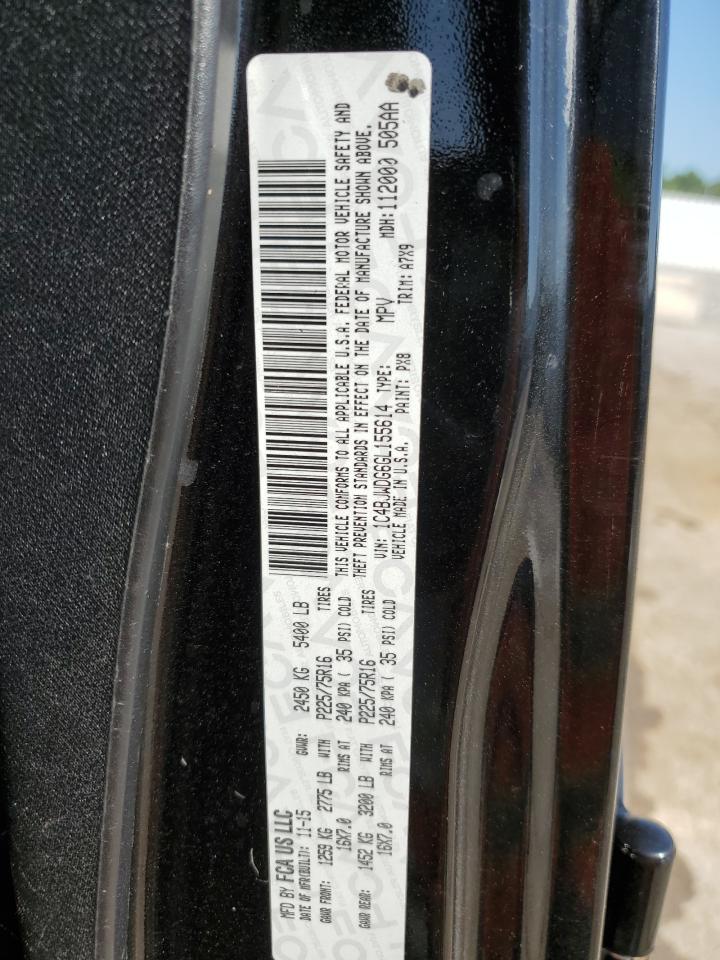 MFD BY FCA US LLC
DATE OF MFR(BUILT): 11-15 GVWR: 2450 KG 5400 LB
GAWR FRONT: 1259 KG 2775 LB WITH P225/75R16 TIRES
16X7.0 RIMS AT 240 KPA ( 35 PSI) COLD
GAWR REAR: 1452 KG 3200 LB WITH P225/75R16 TIRES
16X7.0 RIMS AT 240 KPA ( 35 PSI) COLD
THIS VEHICLE CONFORMS TO ALL APPLICABLE U.S.A. FEDERAL MOTOR VEHICLE SAFETY AND
THEFT PREVENTION STANDARDS IN EFFECT ON THE DATE OF MANUFACTURE SHOWN ABOVE.
VIN: 1C4BJWDG6GL155614 TYPE: MPV MDH: 112000 505AA
VEHICLE MADE IN U.S.A. PAINT: PX8 TRIM: A7X9